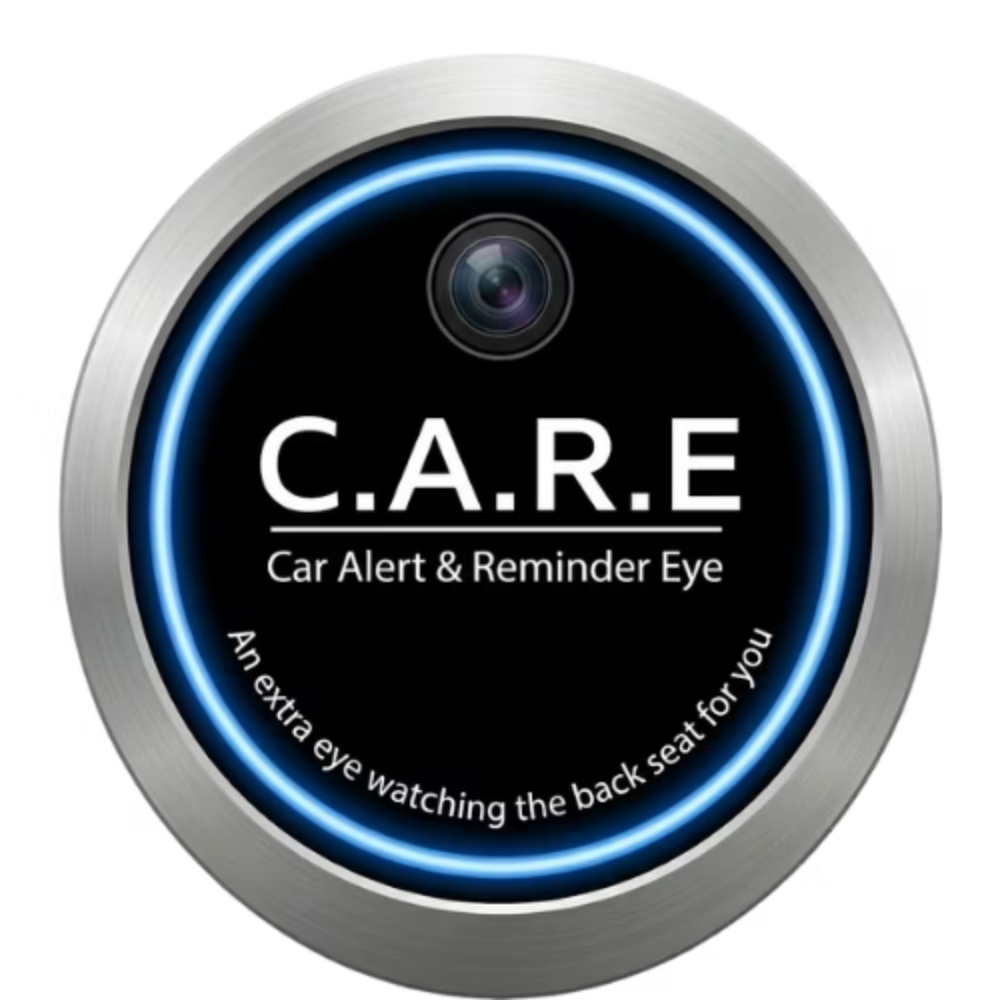 C.A.R.E
Car Alert & Reminder Eye
An extra eye watching the back seat for you